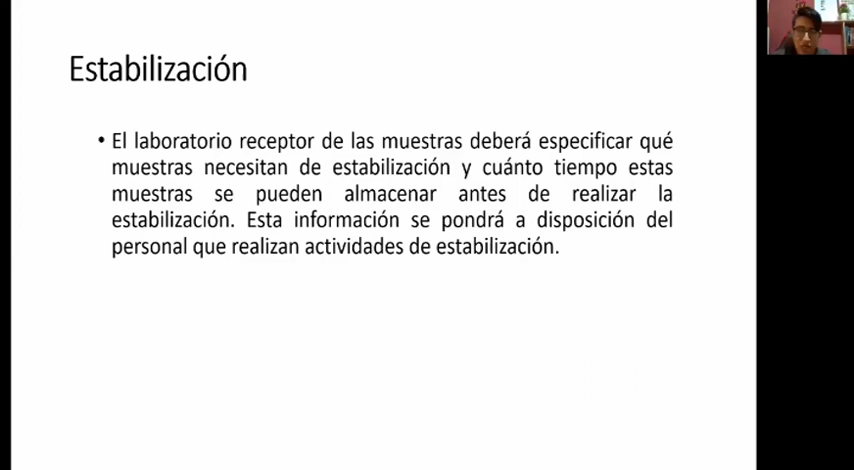 Estabilización
• El laboratorio receptor de las muestras deberá especificar qué
muestras necesitan de estabilización y cuánto tiempo estas
muestras se pueden almacenar antes de realizar la
estabilización. Esta información se pondrá a disposición del
personal que realizan actividades de estabilización.